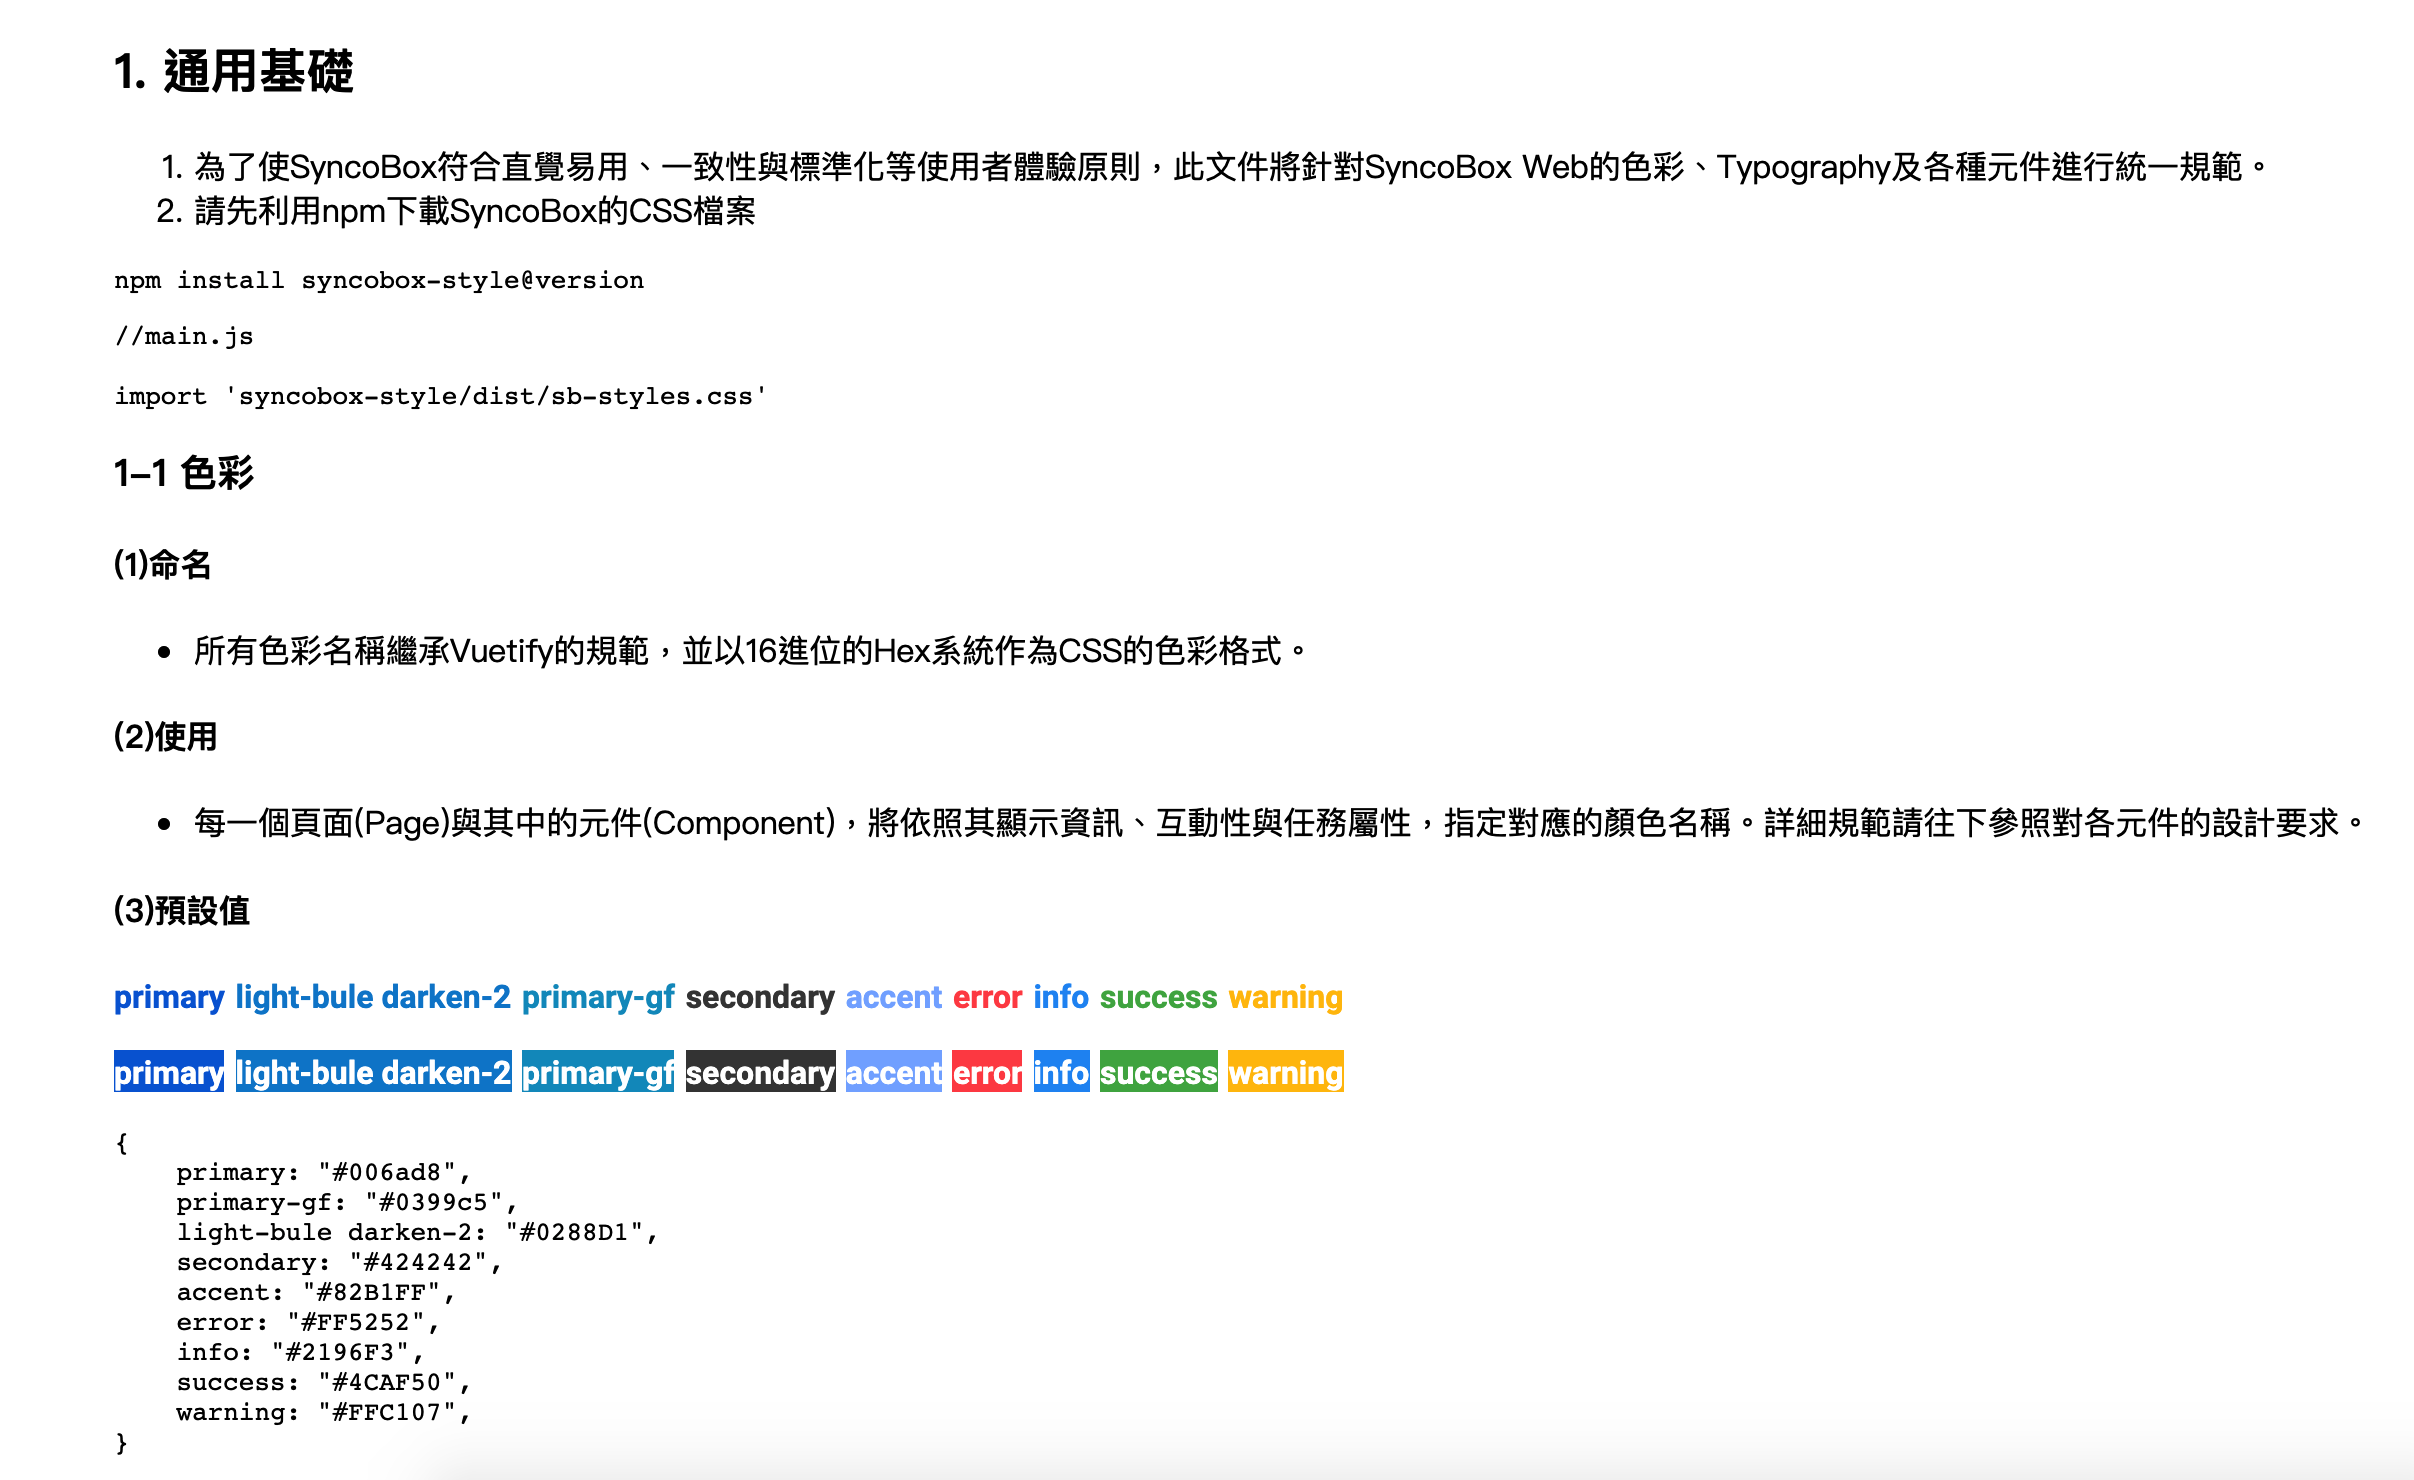 1. 通用基礎
1. 為了使SyncoBox符合直覺易用、一致性與標準化等使用者體驗原則，此文件將針對SyncoBox Web的色彩、Typography及各種元件進行統一規範。
2. 請先利用npm下載SyncoBox的CSS檔案
npm install syncobox-style@version
//main.js
import 'syncobox-style/dist/sb-styles.css'
1–1 色彩
(1)命名
• 所有色彩名稱繼承Vuetify的規範，並以16進位的Hex系統作為CSS的色彩格式。
(2)使用
• 每一個頁面(Page)與其中的元件(Component)，將依照其顯示資訊、互動性與任務屬性，指定對應的顏色名稱。詳細規範請往下參照對各元件的設計要求。
(3)預設值
primary light-bule darken-2 primary-gf secondary accent error info success warning
primary light-bule darken-2 primary-gf secondary accent error info success warning
{
    primary: "#006ad8",
    primary-gf: "#0399c5",
    light-bule darken-2: "#0288D1",
    secondary: "#424242",
    accent: "#82B1FF",
    error: "#FF5252",
    info: "#2196F3",
    success: "#4CAF50",
    warning: "#FFC107",
}